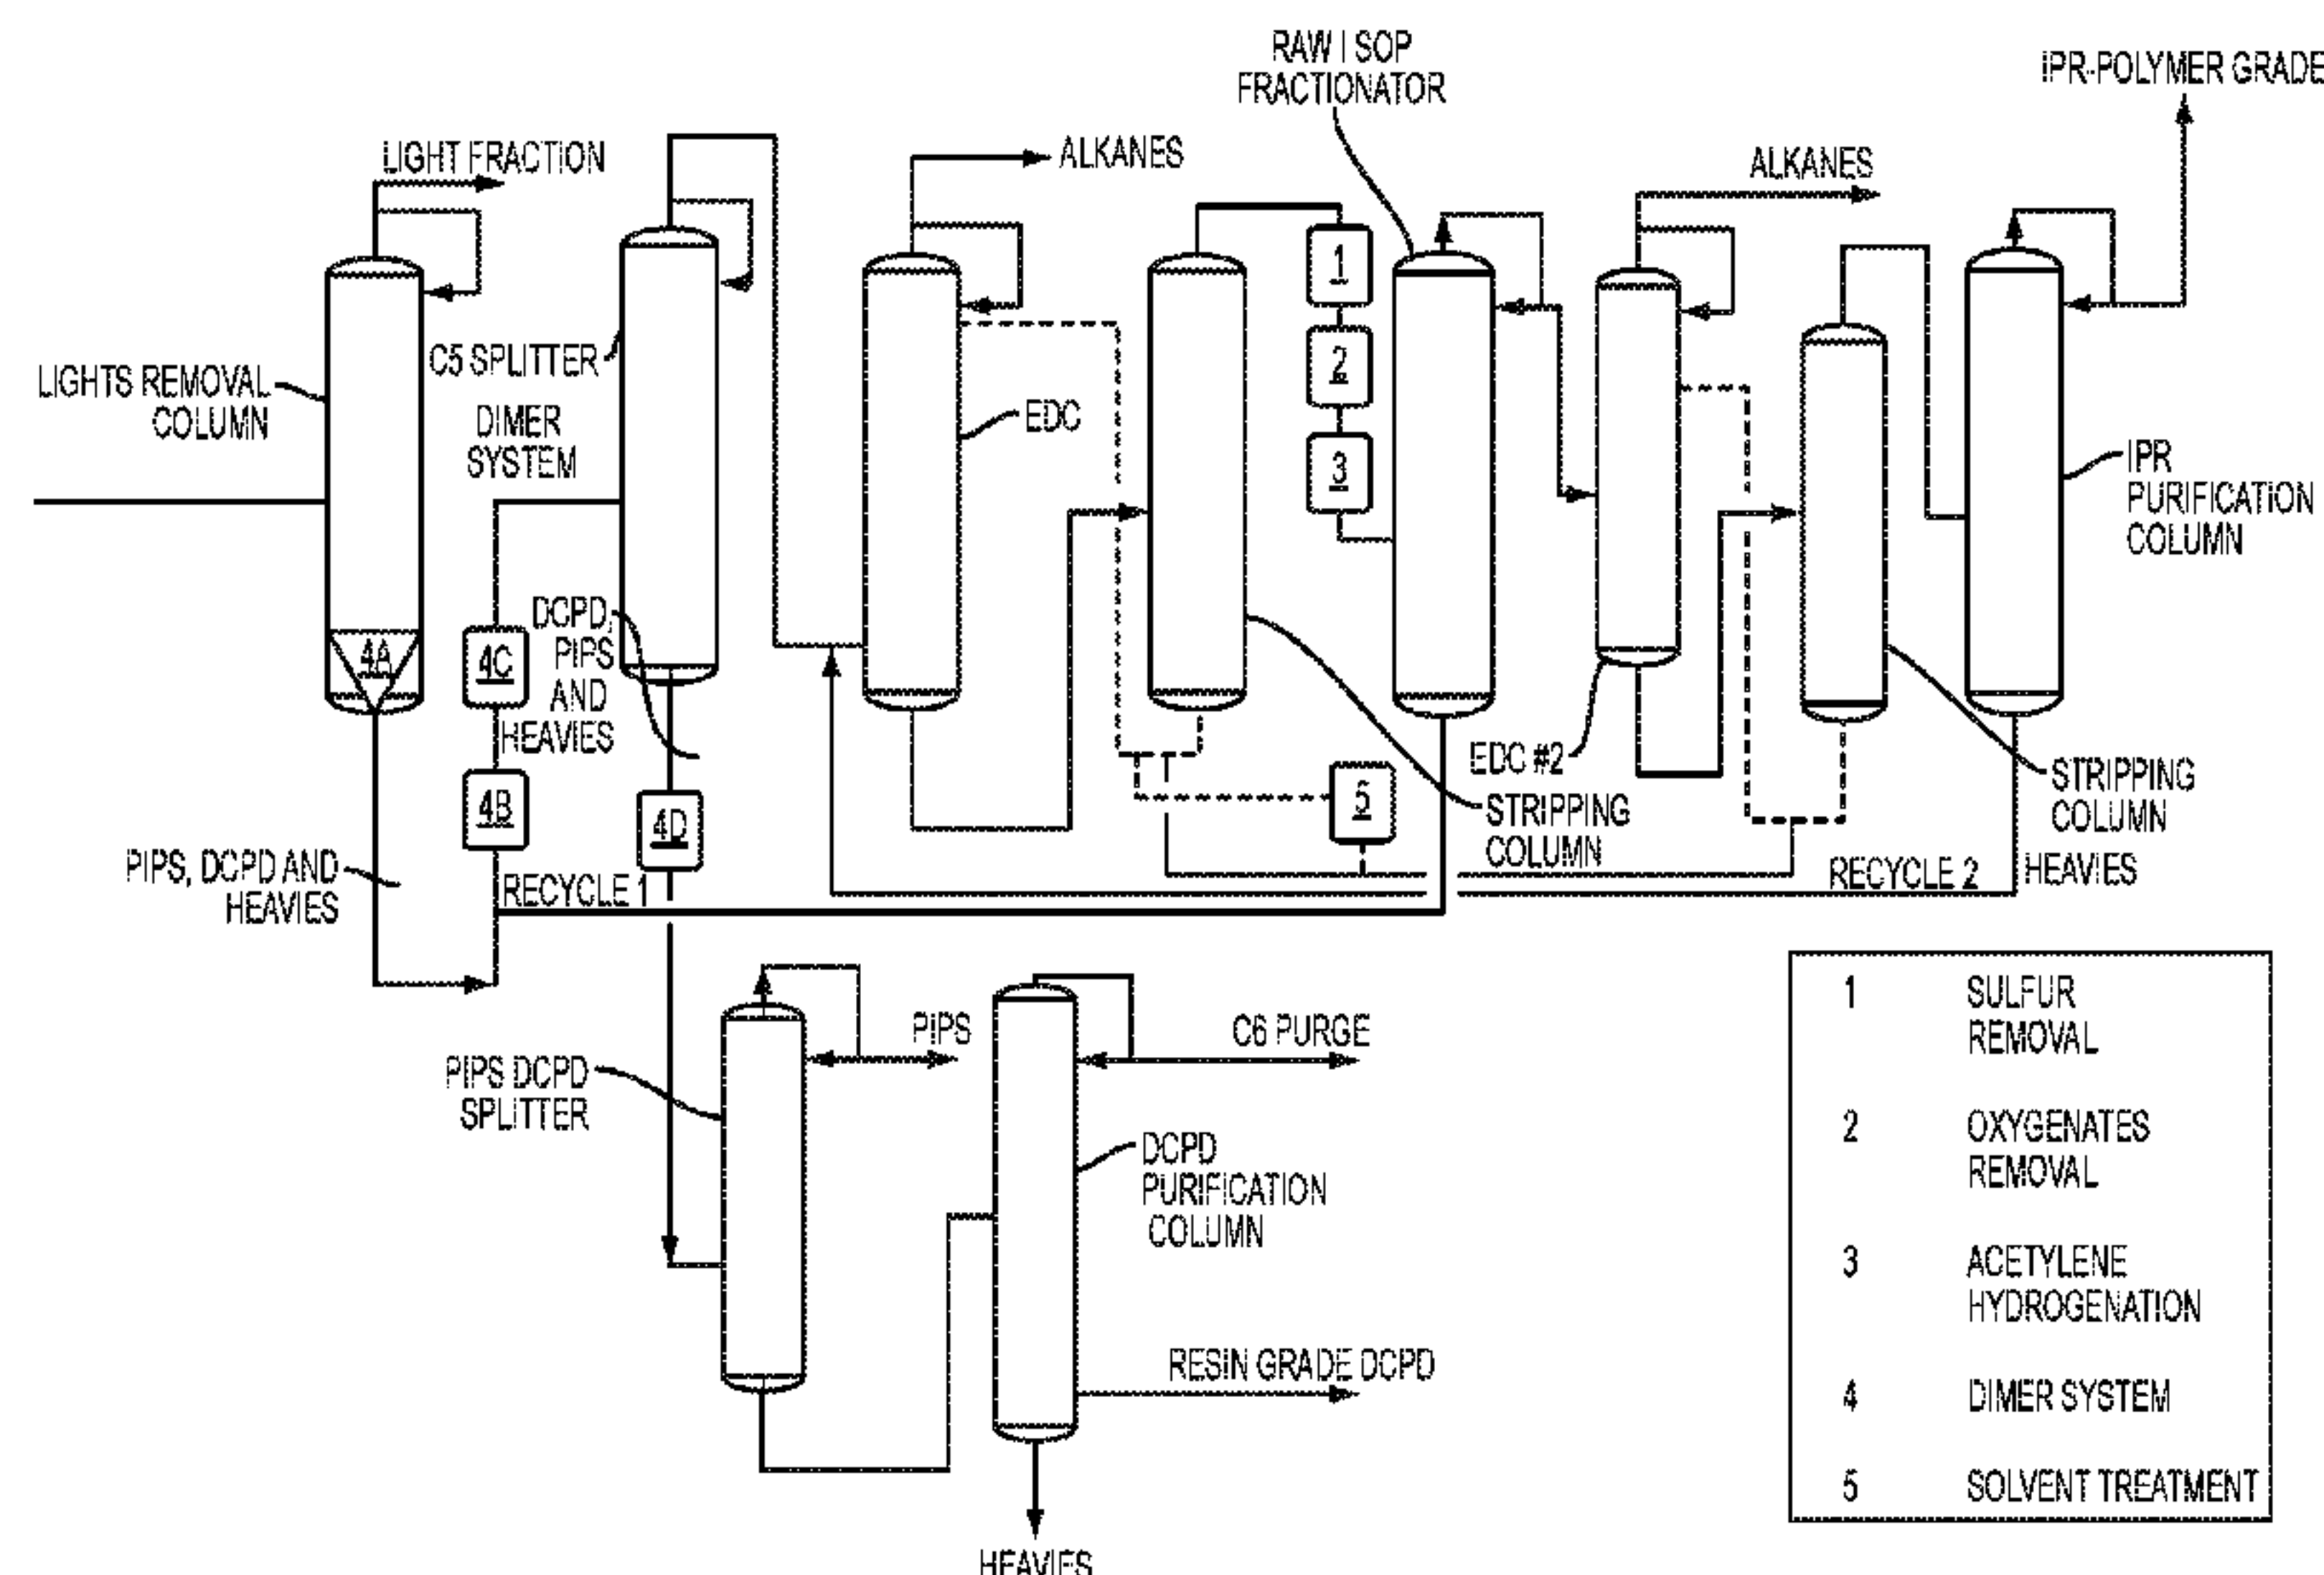 RAW I SOP
FRACTIONATOR
IPR-POLYMER GRADE
LIGHT FRACTION
ALKANES
ALKANES
1
2
3
C5 SPLITTER
LIGHTS REMOVAL
COLUMN
DIMER
SYSTEM
EDC
IPR
PURIFICATION
COLUMN
4A
4C
DCPD,
PIPS
AND
HEAVIES
4B
4D
5
EDC #2
STRIPPING
COLUMN
STRIPPING
COLUMN
PIPS, DCPD AND
HEAVIES
RECYCLE 1
RECYCLE 2
HEAVIES
PIPS
C6 PURGE
PIPS DCPD
SPLITTER
DCPD
PURIFICATION
COLUMN
RESIN GRADE DCPD
HEAVIES
1 SULFUR
REMOVAL
2 OXYGENATES
REMOVAL
3 ACETYLENE
HYDROGENATION
4 DIMER SYSTEM
5 SOLVENT TREATMENT